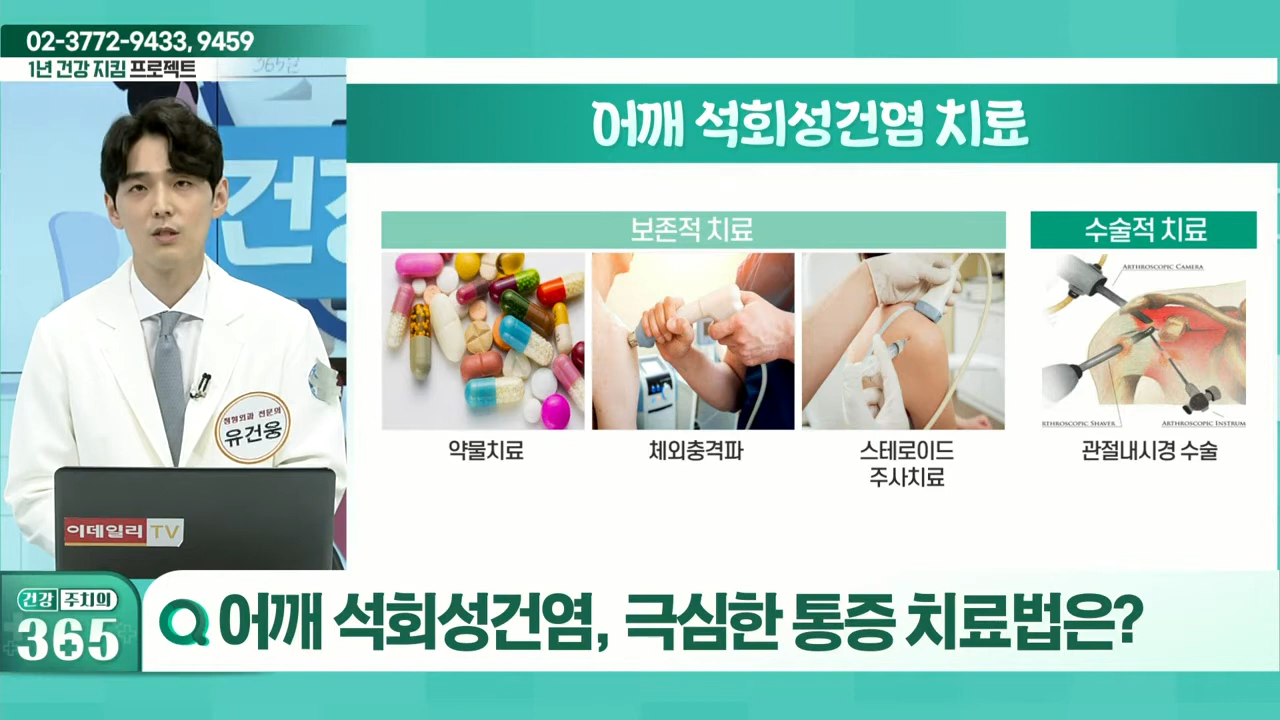 02-3772-9433, 9459
1년 건강 지킴 프로젝트
어깨 석회성건염 치료
보존적 치료
수술적 치료
ARTHROSCOPIC CAMERA
RTHROSCOPIC SHAVER
ARTHROSCOPIC INSTRUM
약물치료
체외충격파
스테로이드
주사치료
관절내시경 수술
정형외과 전문의
유건웅
이데일리 TV
건강 주치의
365
Q 어깨 석회성건염, 극심한 통증 치료법은?